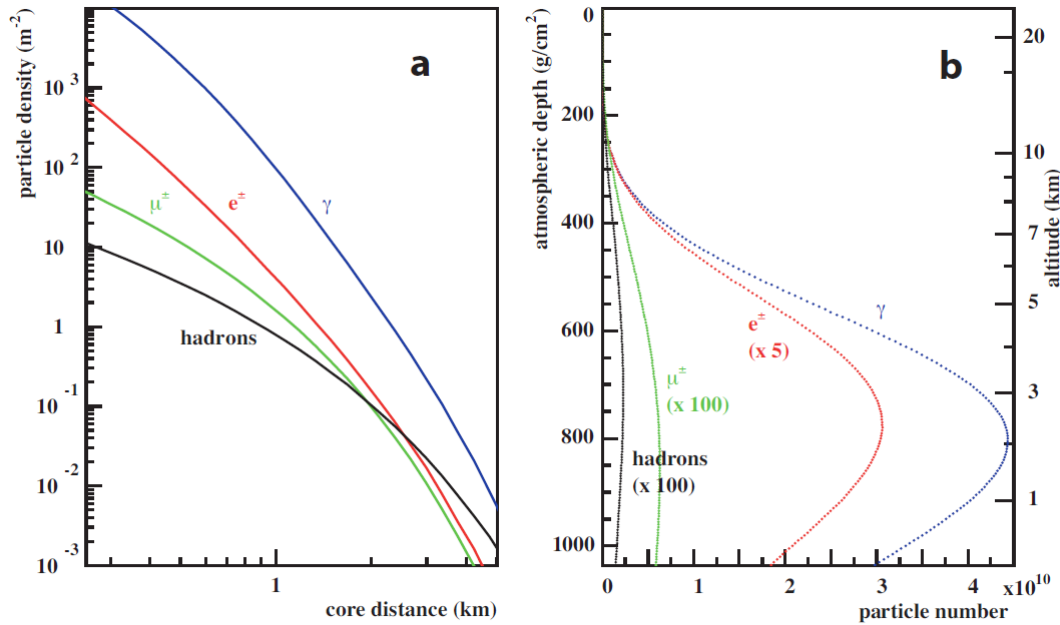 a
particle density (m⁻²)
10³
10²
10
1
10⁻¹
10⁻²
10⁻³
μ±
e±
γ
hadrons
1
core distance (km)
b
atmospheric depth (g/cm²)
0
200
400
600
800
1000
γ
e±
(x 5)
μ±
(x 100)
hadrons
(x 100)
20
10
7
5
3
1
altitude (km)
0 1 2 3 4 x10¹⁰
particle number